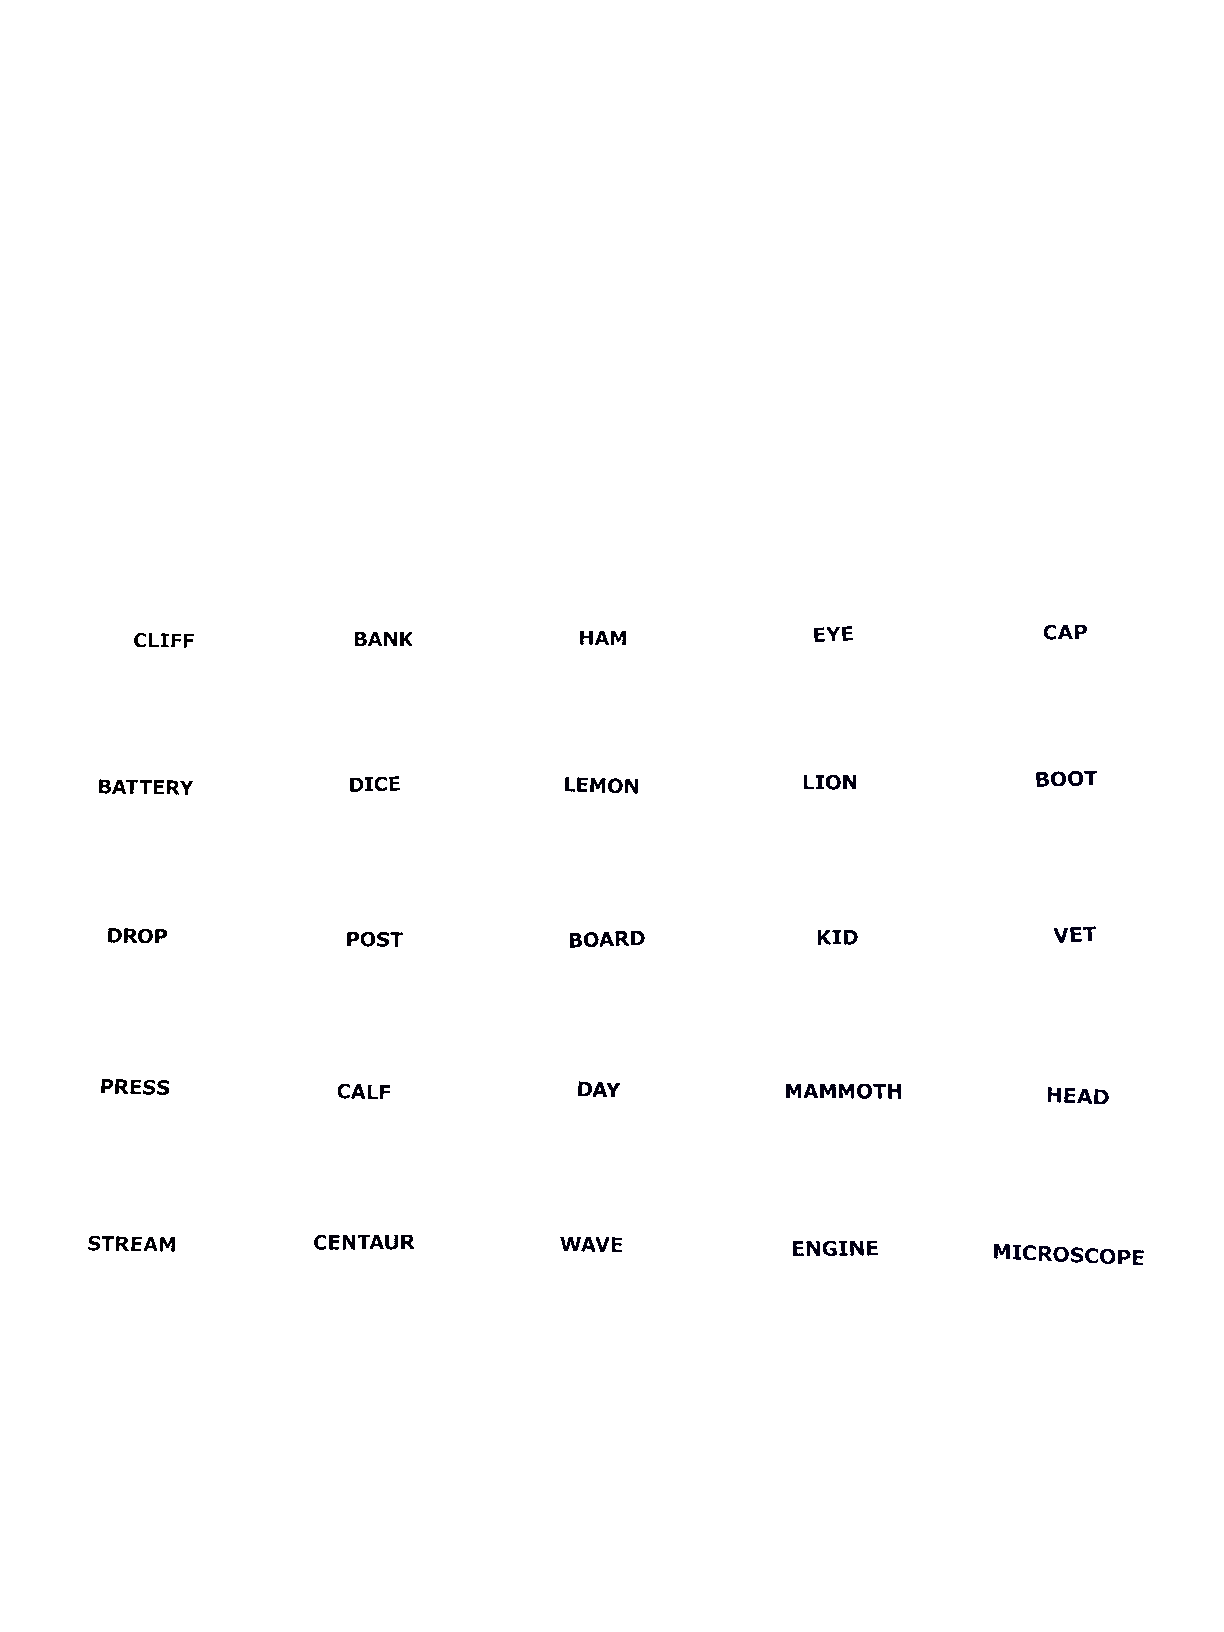 CLIFF BANK HAM EYE CAP
BATTERY DICE LEMON LION BOOT
DROP POST BOARD KID VET
PRESS CALF DAY MAMMOTH HEAD
STREAM CENTAUR WAVE ENGINE MICROSCOPE